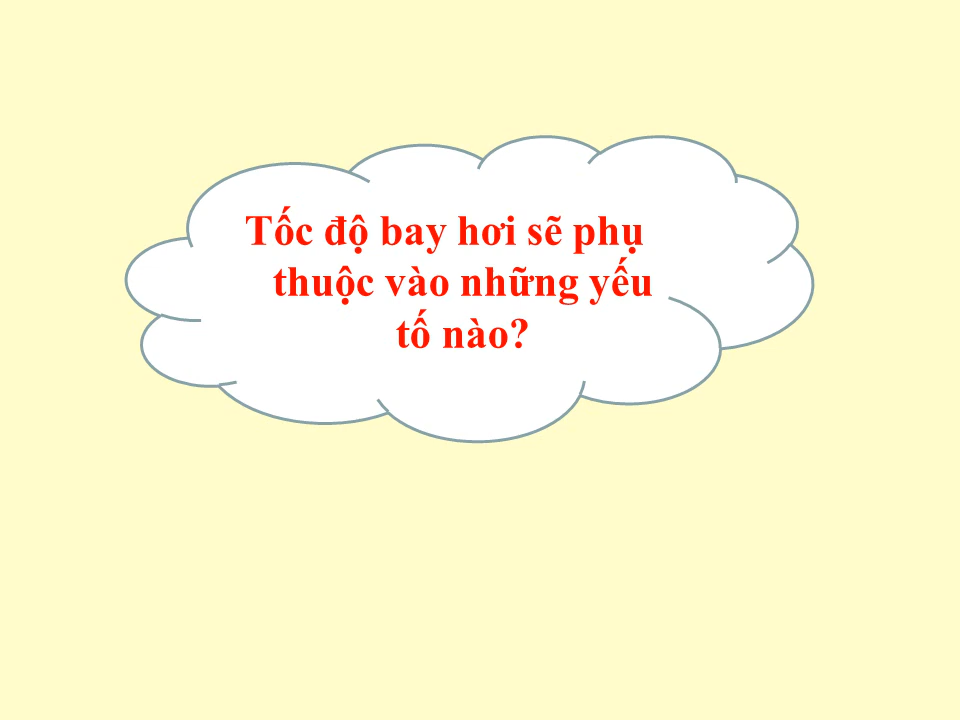 Tốc độ bay hơi sẽ phụ
thuộc vào những yếu
tố nào?